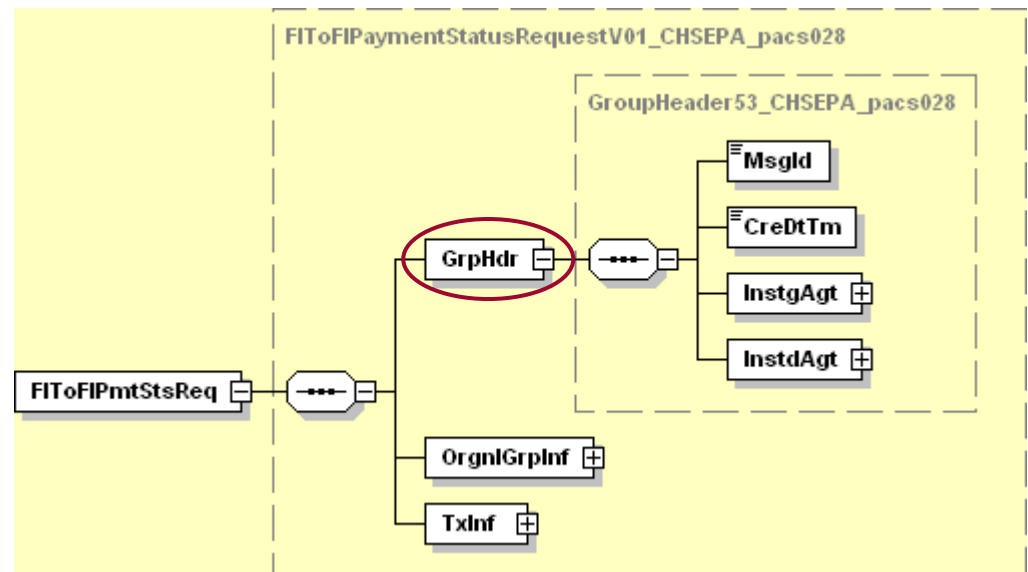 FIToFIPaymentStatusRequestV01_CHSEPA_pacs028
GroupHeader53_CHSEPA_pacs028
MsgId
CreDtTm
GrpHdr
InstgAgt
InstdAgt
FIToFIPmtStsReq
OrgnlGrpInf
TxInf